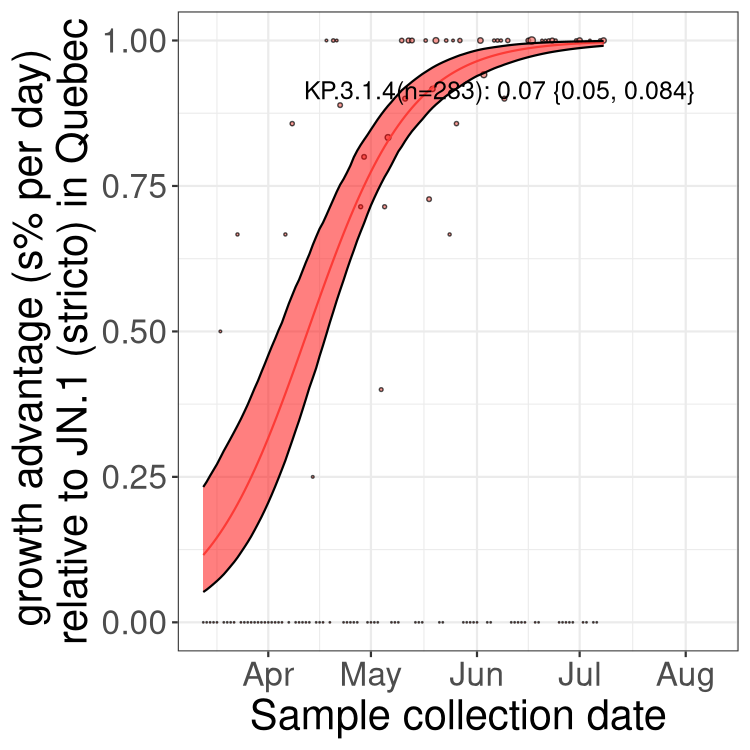 growth advantage (s% per day)
relative to JN.1 (stricto) in Quebec
1.00
0.75
0.50
0.25
0.00
KP.3.1.4(n=283): 0.07 {0.05, 0.084}
Apr May Jun Jul Aug
Sample collection date